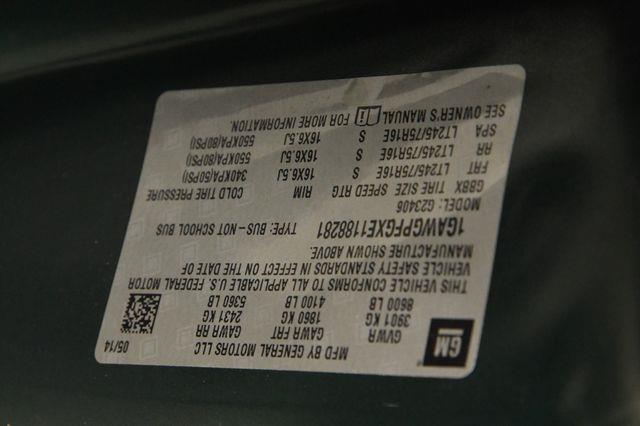 GM
MFD BY GENERAL MOTORS LLC 05/14
GVWR GAWR FRT GAWR RR
3901 KG 1860 KG 2431 KG
8600 LB 4100 LB 5360 LB
THIS VEHICLE CONFORMS TO ALL APPLICABLE U.S. FEDERAL MOTOR
VEHICLE SAFETY STANDARDS IN EFFECT ON THE DATE OF
MANUFACTURE SHOWN ABOVE.
1GAWGPFGXE1188281 TYPE: BUS-NOT SCHOOL BUS
MODEL: G23406
GBBX TIRE SIZE SPEED RTG RIM COLD TIRE PRESSURE
FRT LT245/75R16E S 16X6.5J 340KPA(50PSI)
RR LT245/75R16E S 16X6.5J 550KPA(80PSI)
SPA LT245/75R16E S 16X6.5J 550KPA(80PSI)
SEE OWNER'S MANUAL FOR MORE INFORMATION.